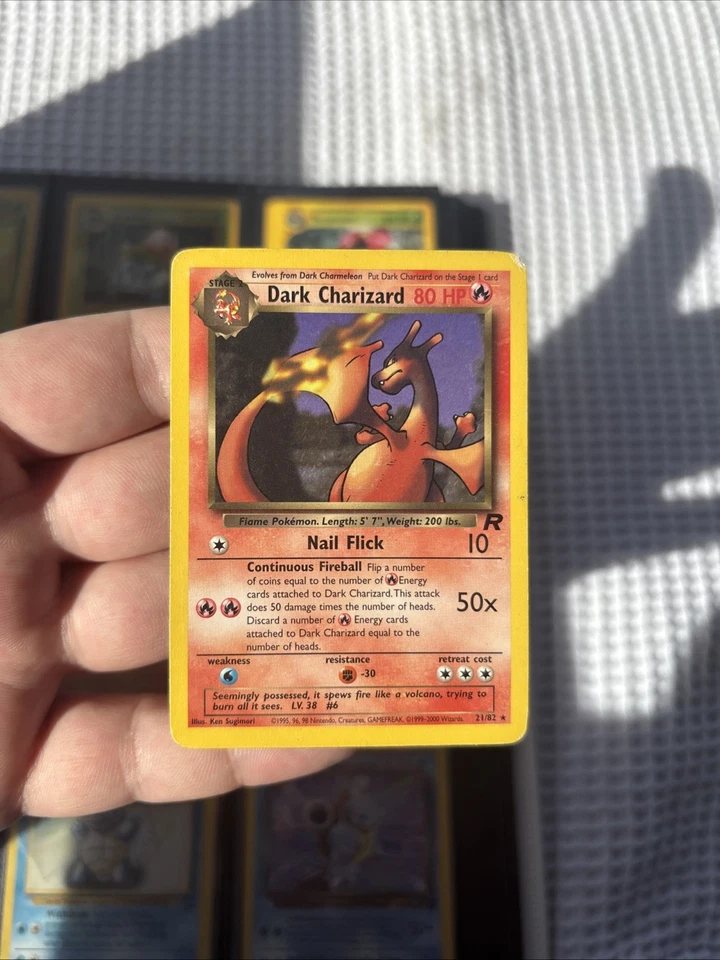 Evolves from Dark Charmeleon Put Dark Charizard on the Stage 1 card
STAGE 2
Dark Charizard 80 HP
Flame Pokémon. Length: 5' 7", Weight: 200 lbs.
R
Nail Flick 10
Continuous Fireball Flip a number
of coins equal to the number of Energy
cards attached to Dark Charizard. This attack
does 50 damage times the number of heads.
50x
Discard a number of Energy cards
attached to Dark Charizard equal to the
number of heads.
weakness resistance retreat cost
-30
Seemingly possessed, it spews fire like a volcano, trying to
burn all it sees. LV. 38 #6
Illus. Ken Sugimori ©1995, 96, 98 Nintendo, Creatures, GAMEFREAK. ©1999-2000 Wizards. 21/82 ★